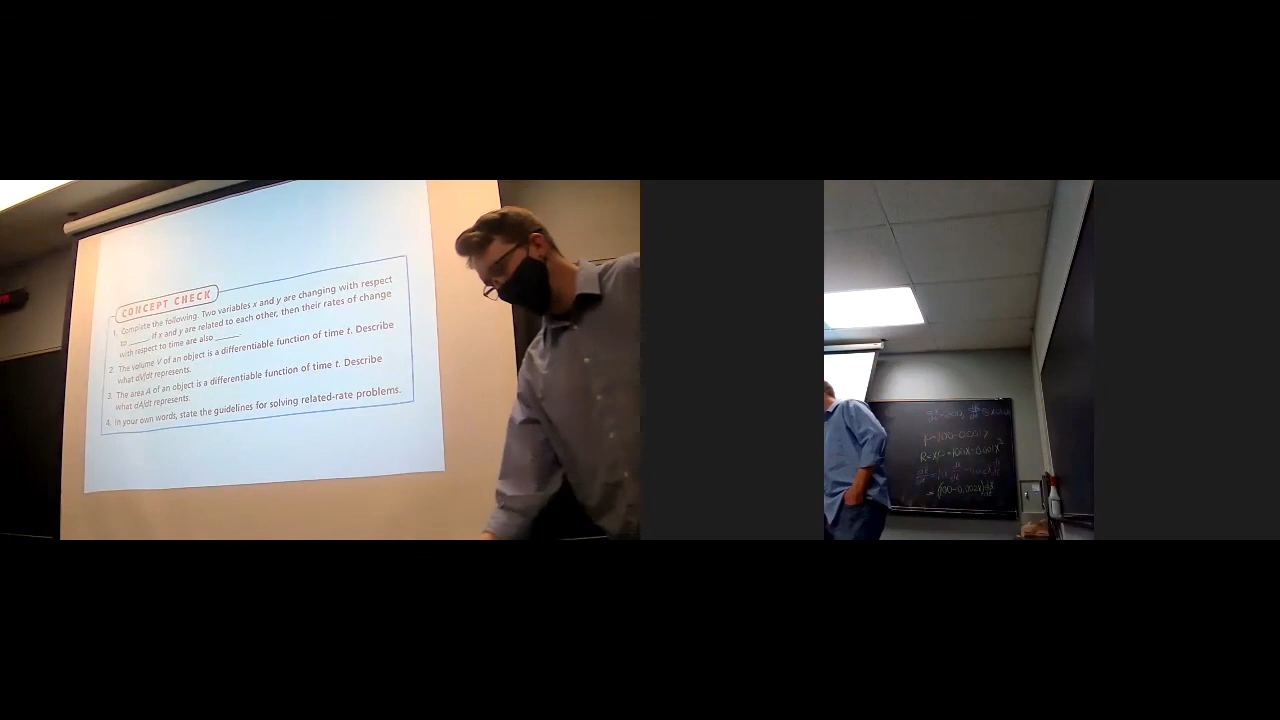 CONCEPT CHECK
1. Complete the following. Two variables x and y are changing with respect
to ______. If x and y are related to each other, then their rates of change
with respect to time are also ______.
2. The volume V of an object is a differentiable function of time t. Describe
what dV/dt represents.
3. The area A of an object is a differentiable function of time t. Describe
what dA/dt represents.
4. In your own words, state the guidelines for solving related-rate problems.
100-0.001x
= (100-0.002x) dx/dt